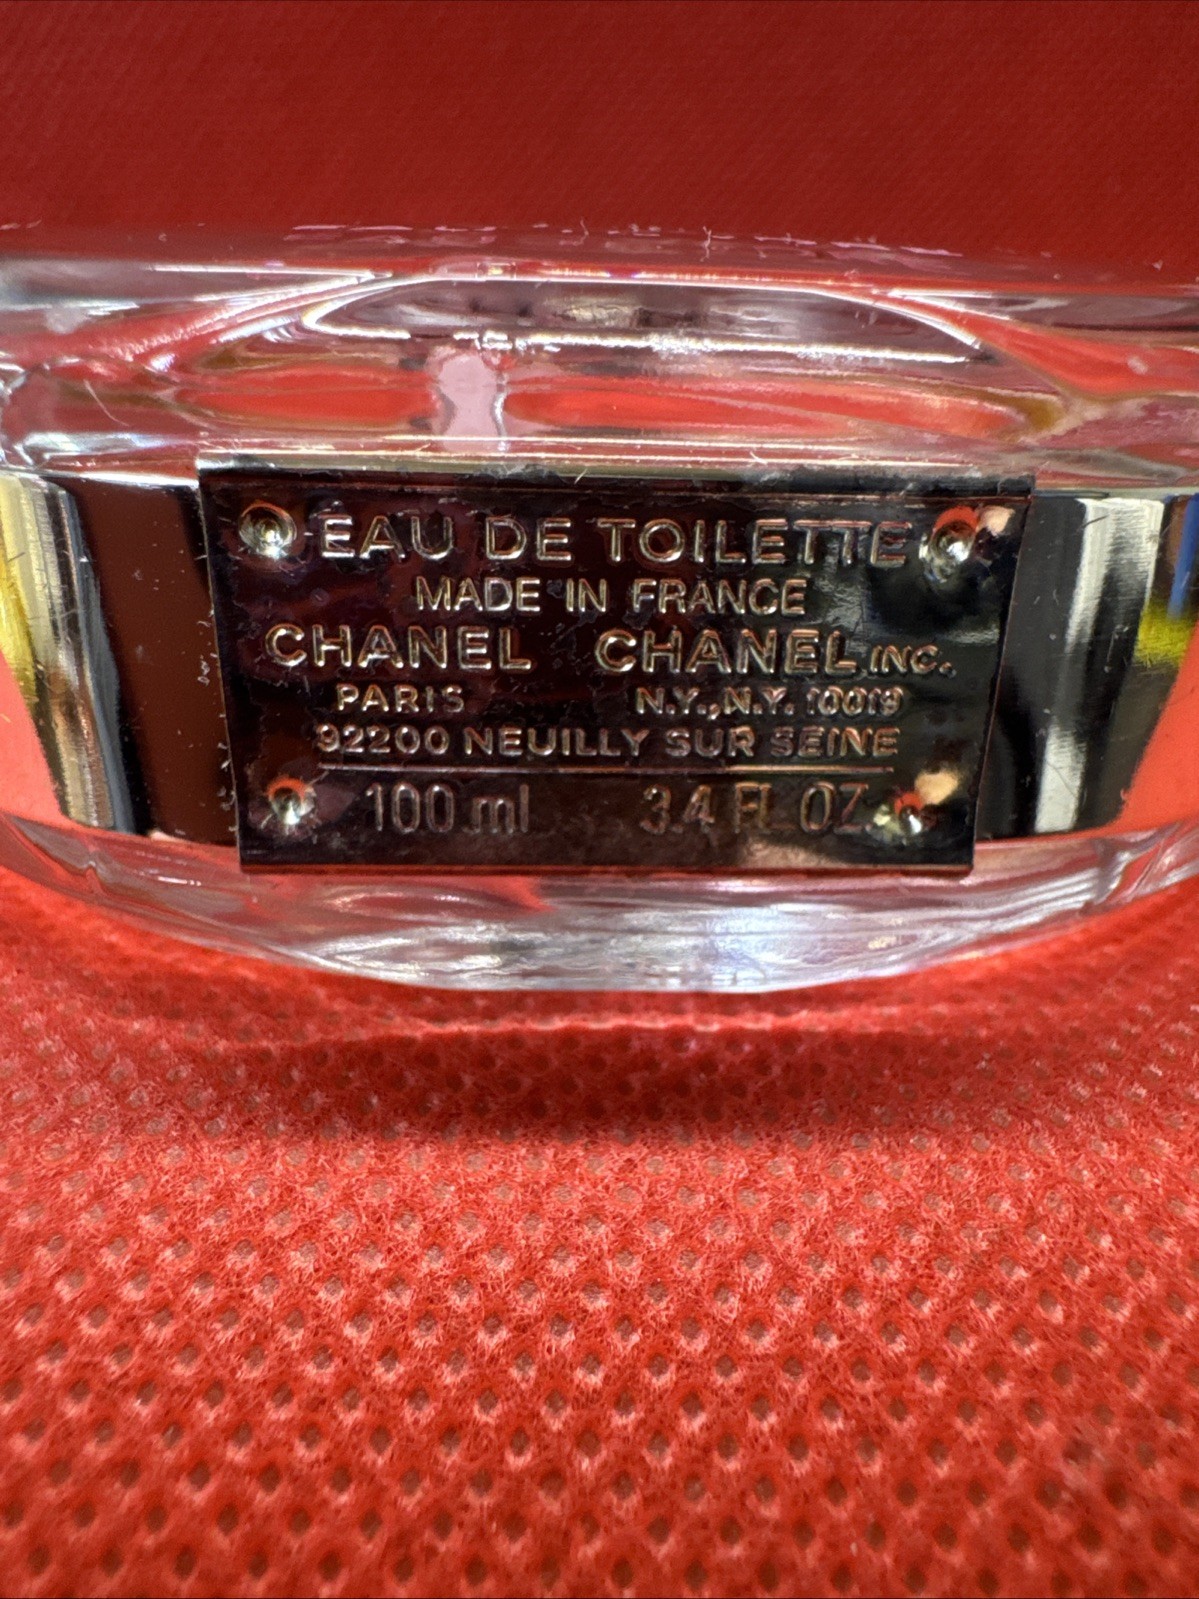 EAU DE TOILETTE
MADE IN FRANCE
CHANEL CHANEL INC.
PARIS N.Y., N.Y. 10019
92200 NEUILLY SUR SEINE
100 ml 3.4 FL OZ.